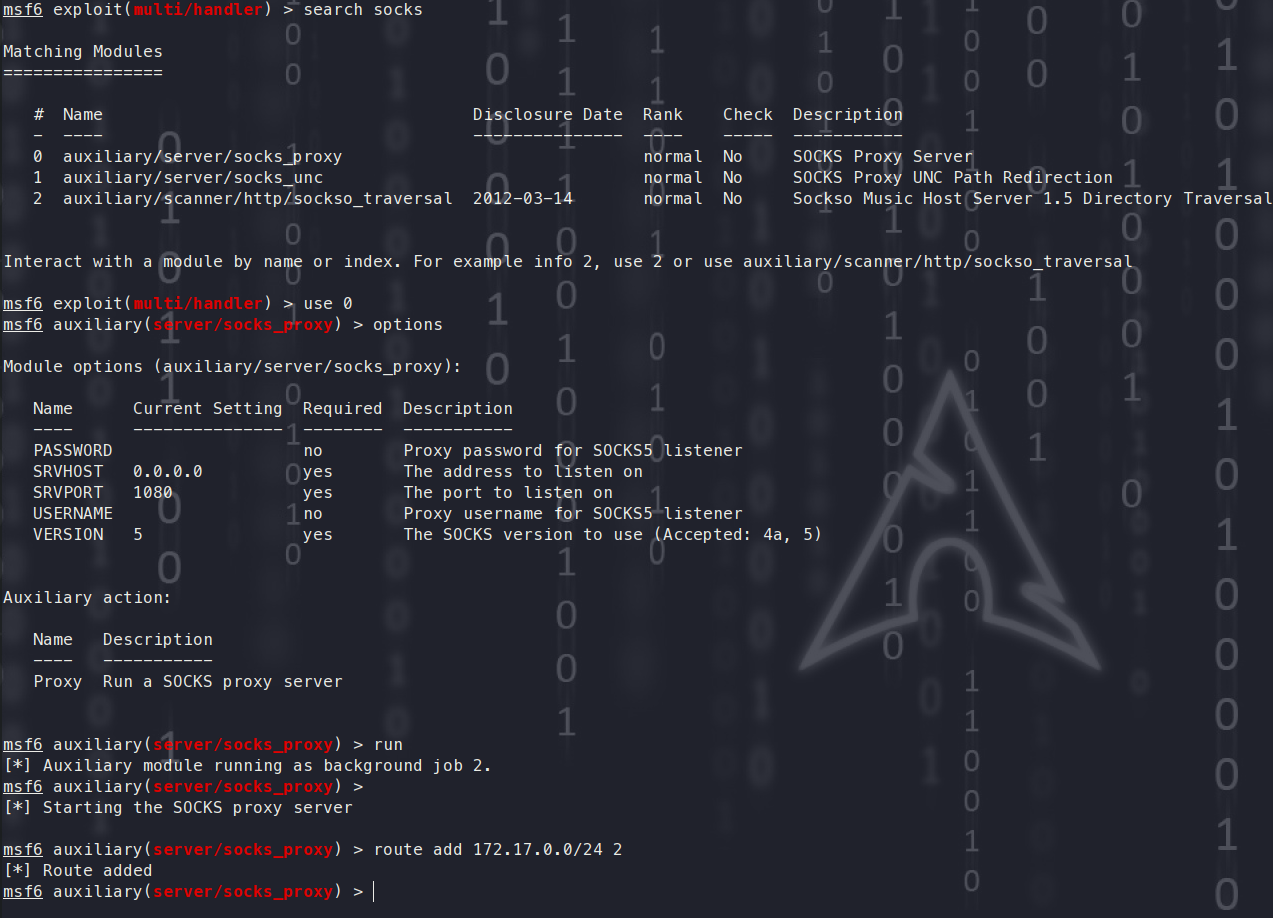 msf6 exploit(multi/handler) > search socks
Matching Modules
================
# Name Disclosure Date Rank Check Description
- ---- --------------- ---- ----- -----------
0 auxiliary/server/socks_proxy normal No SOCKS Proxy Server
1 auxiliary/server/socks_unc normal No SOCKS Proxy UNC Path Redirection
2 auxiliary/scanner/http/sockso_traversal 2012-03-14 normal No Sockso Music Host Server 1.5 Directory Traversal
Interact with a module by name or index. For example info 2, use 2 or use auxiliary/scanner/http/sockso_traversal
msf6 exploit(multi/handler) > use 0
msf6 auxiliary(server/socks_proxy) > options
Module options (auxiliary/server/socks_proxy):
Name Current Setting Required Description
---- --------------- -------- -----------
PASSWORD no Proxy password for SOCKS5 listener
SRVHOST 0.0.0.0 yes The address to listen on
SRVPORT 1080 yes The port to listen on
USERNAME no Proxy username for SOCKS5 listener
VERSION 5 yes The SOCKS version to use (Accepted: 4a, 5)
Auxiliary action:
Name Description
---- -----------
Proxy Run a SOCKS proxy server
msf6 auxiliary(server/socks_proxy) > run
[*] Auxiliary module running as background job 2.
msf6 auxiliary(server/socks_proxy) >
[*] Starting the SOCKS proxy server
msf6 auxiliary(server/socks_proxy) > route add 172.17.0.0/24 2
[*] Route added
msf6 auxiliary(server/socks_proxy) >